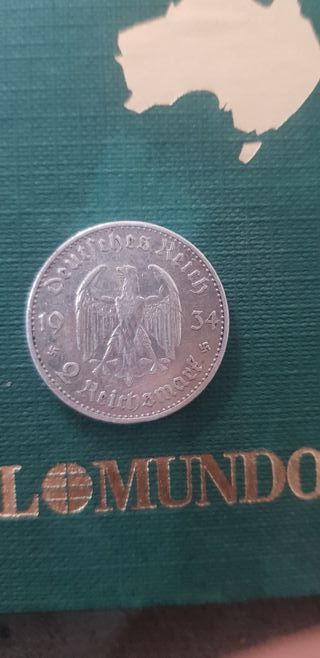 Deutsches Reich
19 34
2 Reichsmark
LOMUNDO